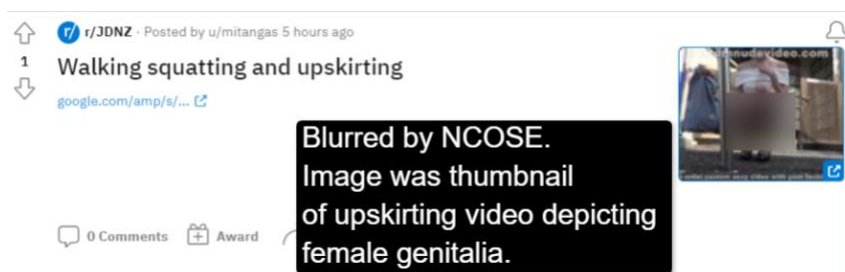 r/ r/JDNZ · Posted by u/mitangas 5 hours ago
1
Walking squatting and upskirting
google.com/amp/s/...
Blurred by NCOSE.
Image was thumbnail
of upskirting video depicting
female genitalia.
0 Comments Award